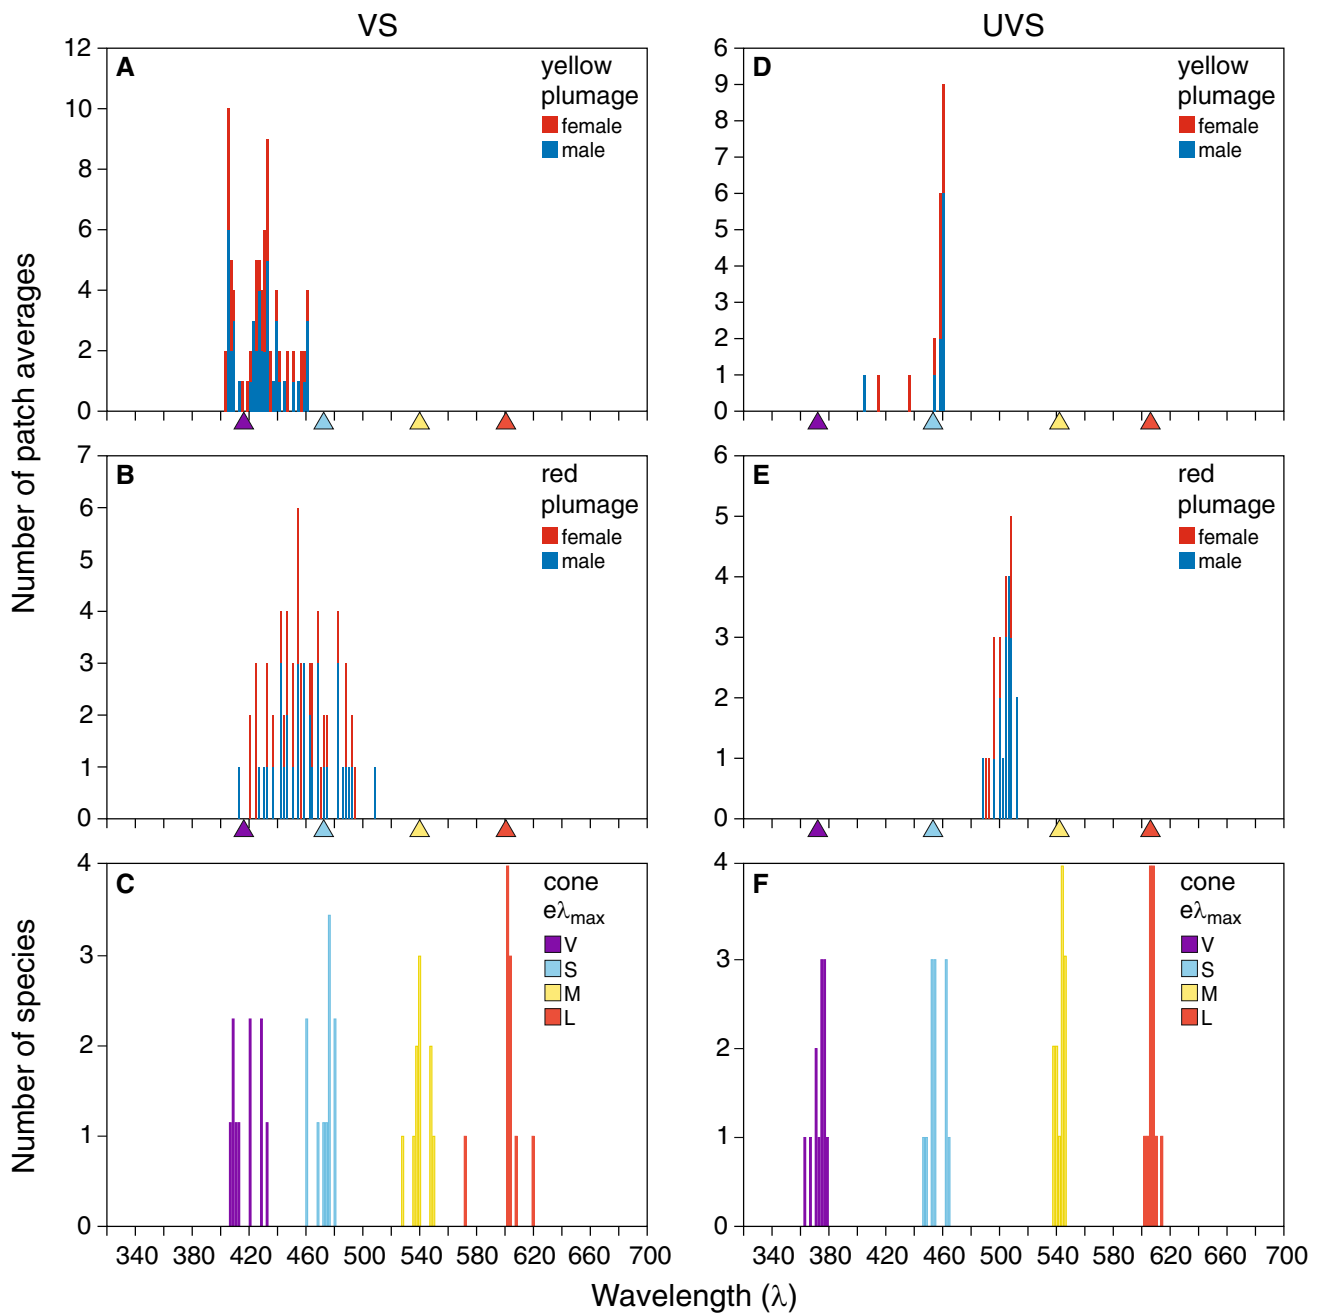 VS
UVS
Number of patch averages
12
10
8
6
4
2
0
A
yellow
plumage
female
male
6
9
8
7
6
5
4
3
2
1
0
D
yellow
plumage
female
male
7
6
5
4
3
2
1
0
B
red
plumage
female
male
6
5
4
3
2
1
0
E
red
plumage
female
male
Number of species
4
3
2
1
0
C
cone
eλmax
V
S
M
L
340 380 420 460 500 540 580 620 660 700
4
3
2
1
0
F
cone
eλmax
V
S
M
L
340 380 420 460 500 540 580 620 660 700
Wavelength (λ)